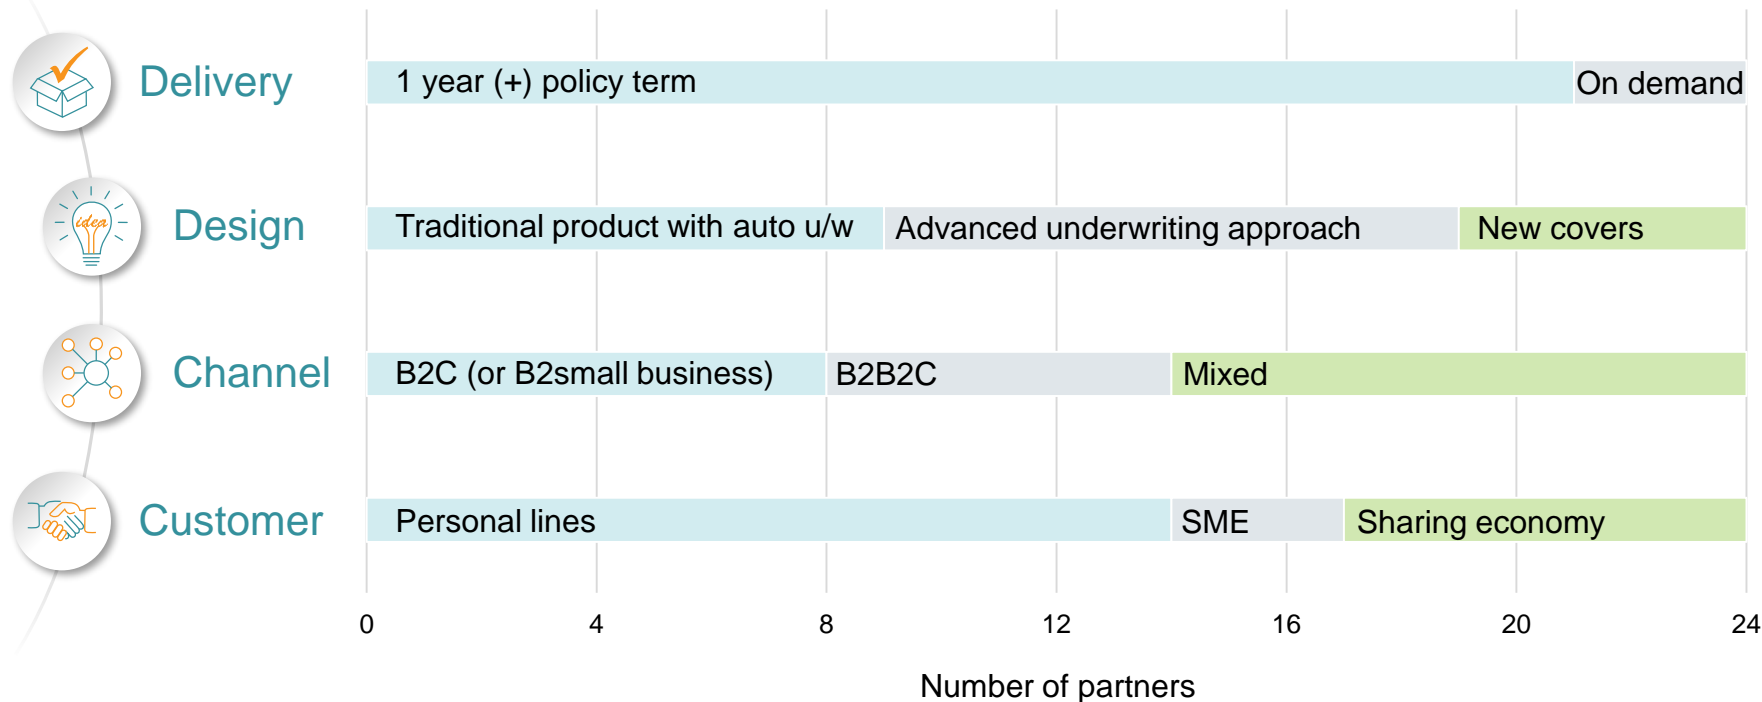 Delivery
1 year (+) policy term
On demand
idea
Design
Traditional product with auto u/w
Advanced underwriting approach
New covers
Channel
B2C (or B2small business)
B2B2C
Mixed
Customer
Personal lines
SME
Sharing economy
0 4 8 12 16 20 24
Number of partners